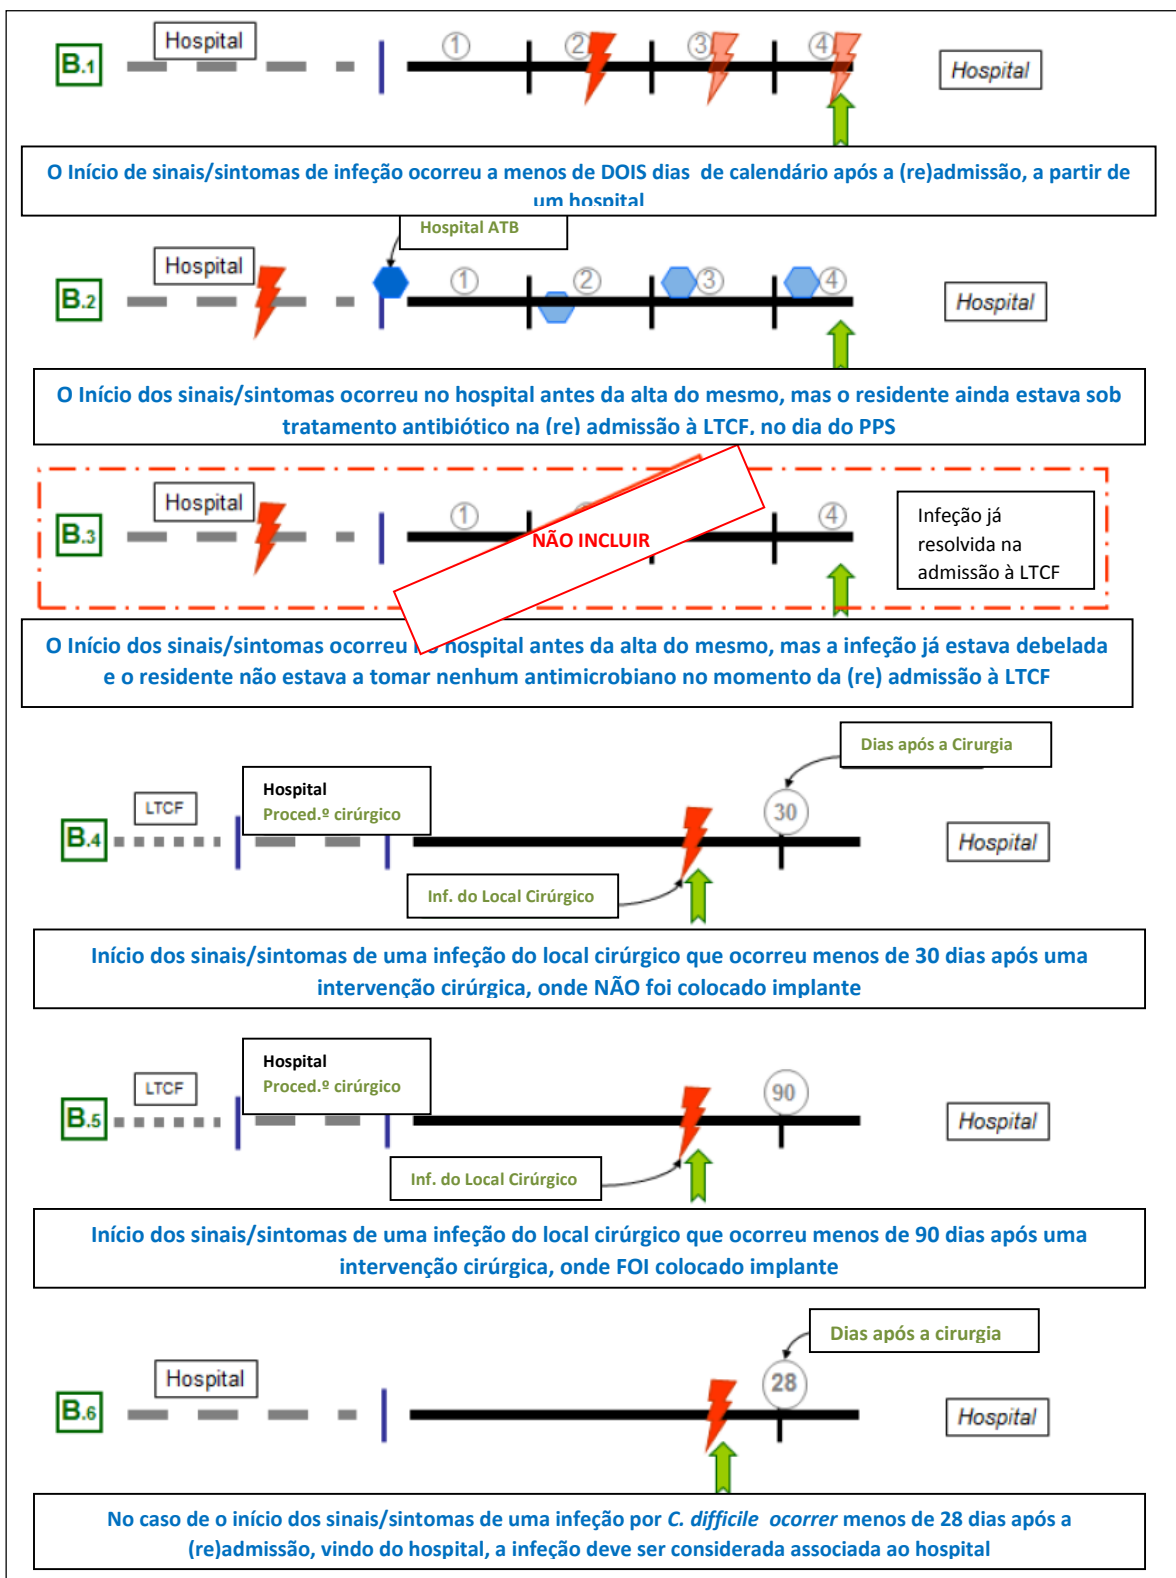 B.1
Hospital
1
2
3
4
Hospital
O Início de sinais/sintomas de infeção ocorreu a menos de DOIS dias de calendário após a (re)admissão, a partir de
um hospital
Hospital ATB
B.2
Hospital
1
2
3
4
Hospital
O Início dos sinais/sintomas ocorreu no hospital antes da alta do mesmo, mas o residente ainda estava sob
tratamento antibiótico na (re) admissão à LTCF, no dia do PPS
B.3
Hospital
1
4
NÃO INCLUIR
Infeção já
resolvida na
admissão à LTCF
O Início dos sinais/sintomas ocorreu no hospital antes da alta do mesmo, mas a infeção já estava debelada
e o residente não estava a tomar nenhum antimicrobiano no momento da (re) admissão à LTCF
Dias após a Cirurgia
B.4
LTCF
Hospital
Proced.º cirúrgico
30
Hospital
Inf. do Local Cirúrgico
Início dos sinais/sintomas de uma infeção do local cirúrgico que ocorreu menos de 30 dias após uma
intervenção cirúrgica, onde NÃO foi colocado implante
B.5
LTCF
Hospital
Proced.º cirúrgico
90
Hospital
Inf. do Local Cirúrgico
Início dos sinais/sintomas de uma infeção do local cirúrgico que ocorreu menos de 90 dias após uma
intervenção cirúrgica, onde FOI colocado implante
Dias após a cirurgia
B.6
Hospital
28
Hospital
No caso de o início dos sinais/sintomas de uma infeção por C. difficile ocorrer menos de 28 dias após a
(re)admissão, vindo do hospital, a infeção deve ser considerada associada ao hospital